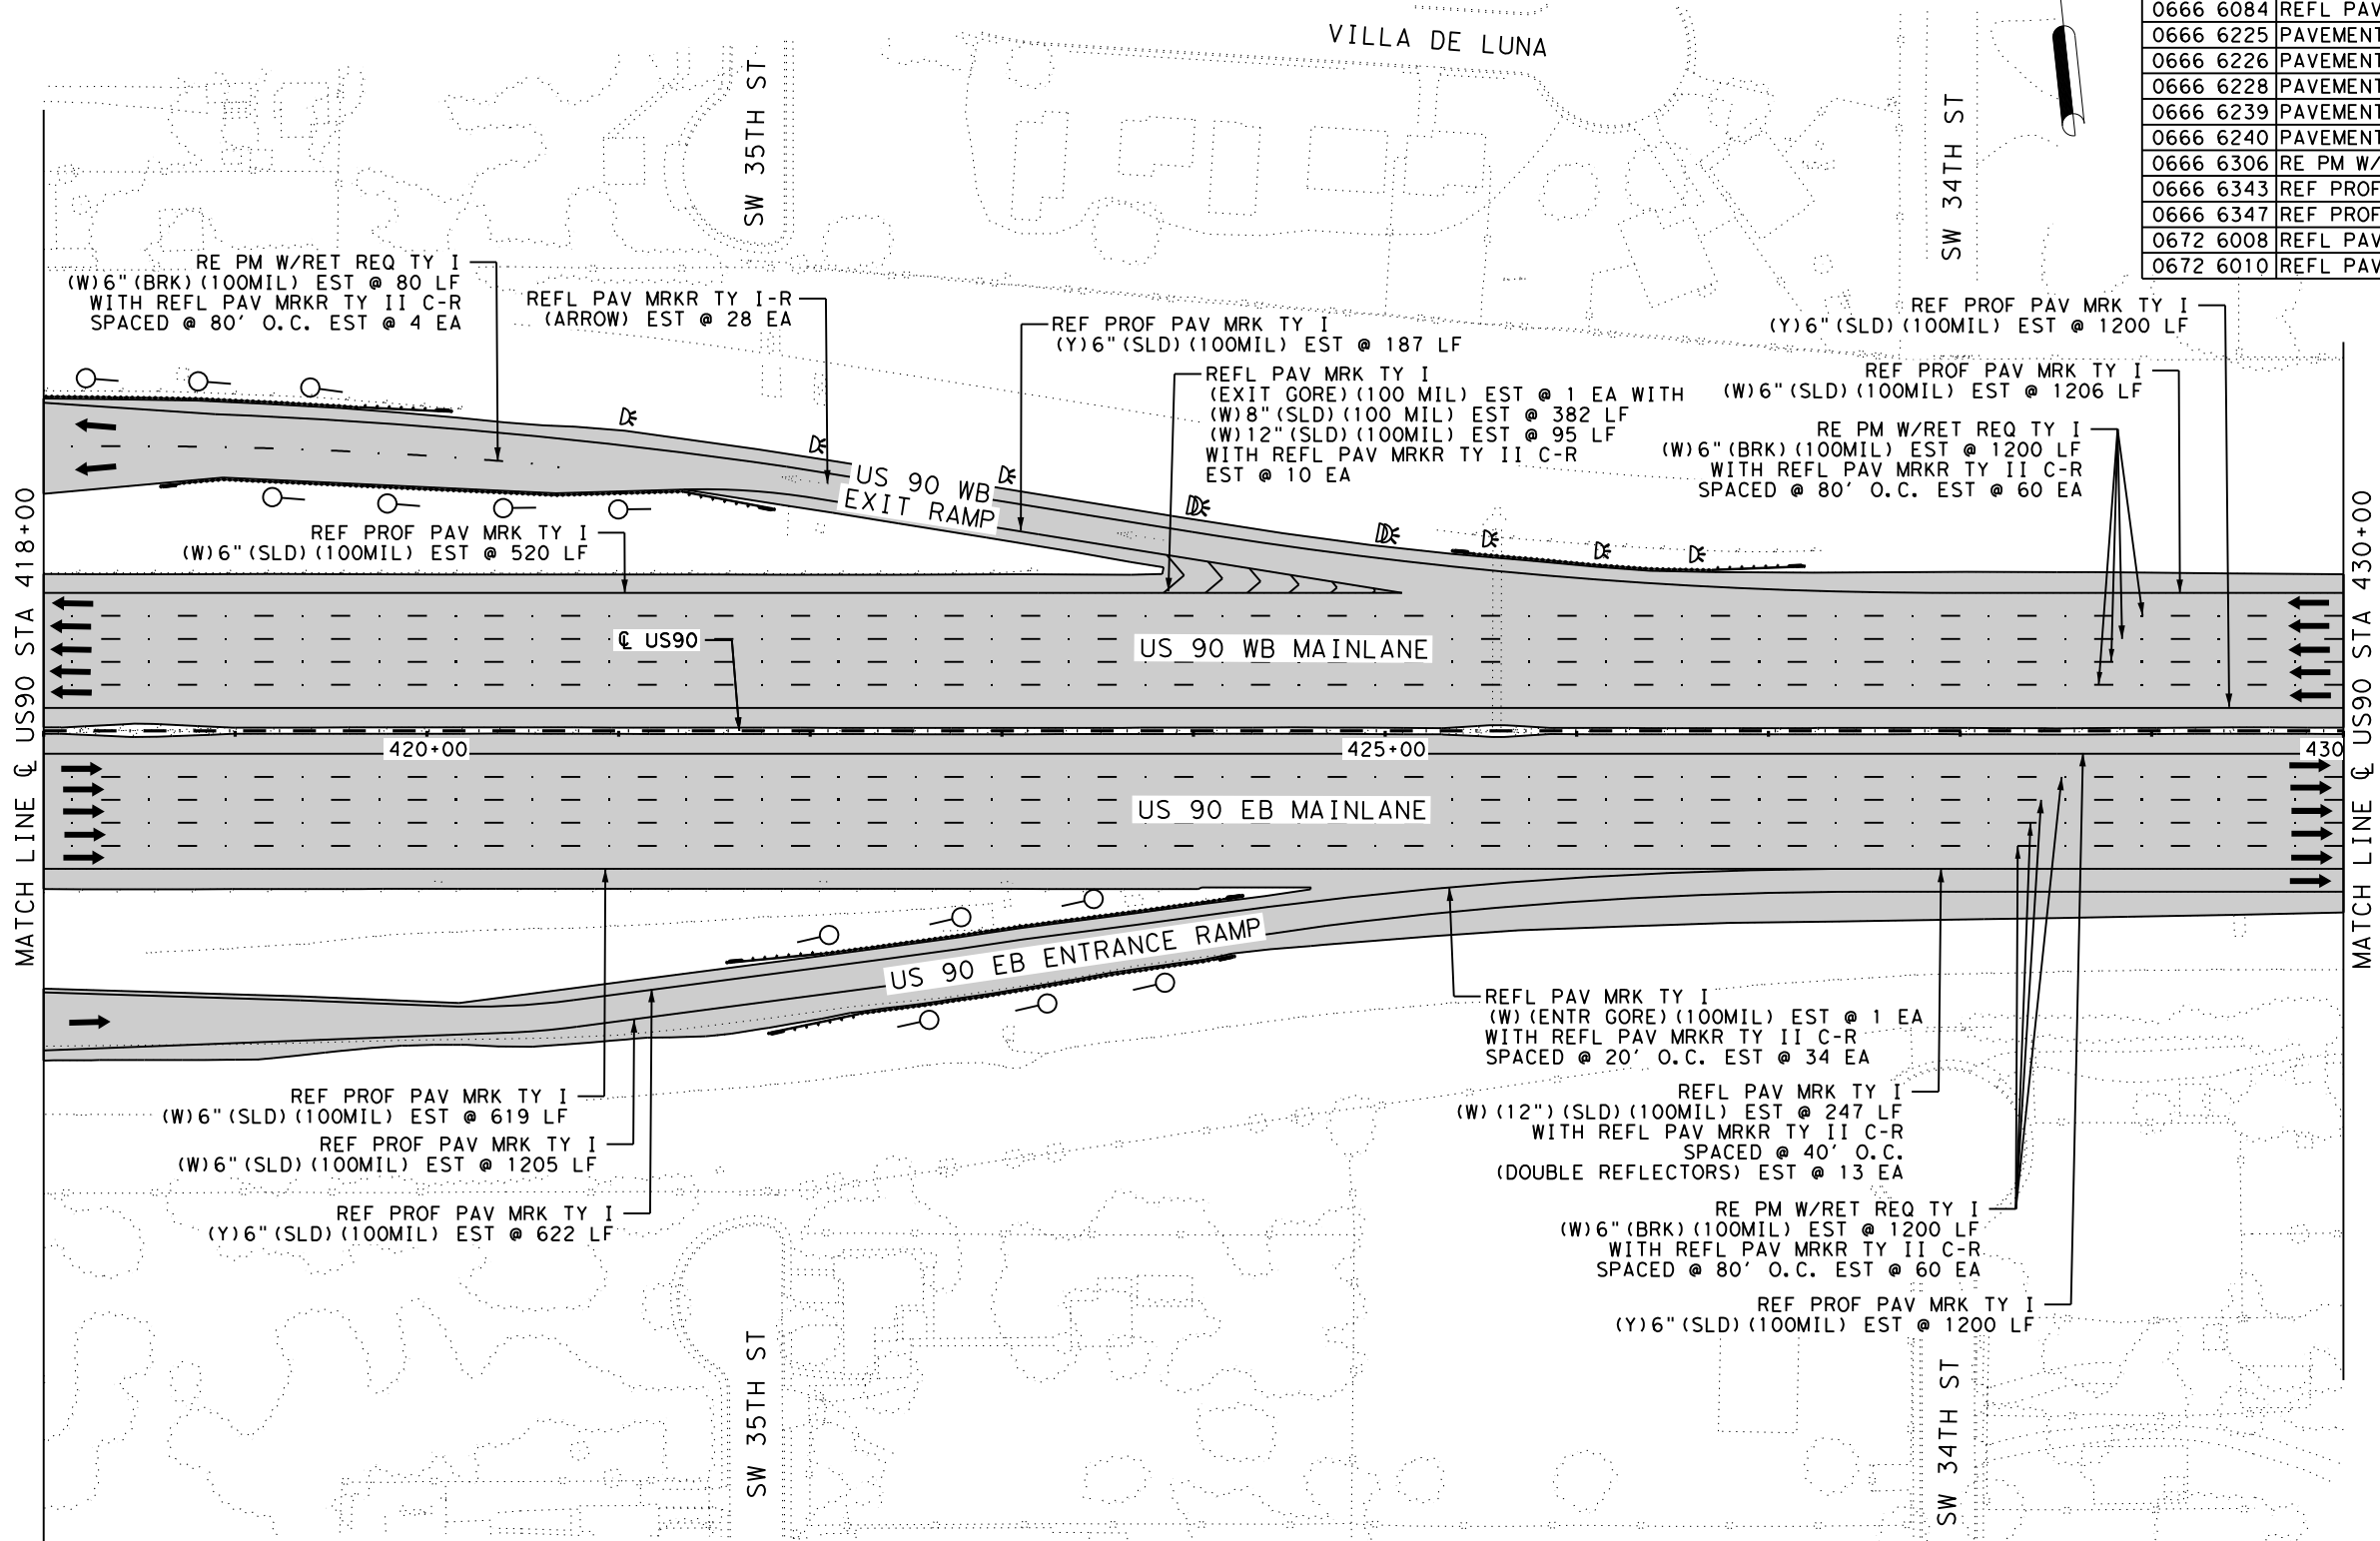 VILLA DE LUNA
SW 35TH ST
SW 34TH ST
0666 6084 REFL PAV
0666 6225 PAVEMENT
0666 6226 PAVEMENT
0666 6228 PAVEMENT
0666 6239 PAVEMENT
0666 6240 PAVEMENT
0666 6306 RE PM W/
0666 6343 REF PROF
0666 6347 REF PROF
0672 6008 REFL PAV
0672 6010 REFL PAV
RE PM W/RET REQ TY I
(W)6"(BRK)(100MIL) EST @ 80 LF
WITH REFL PAV MRKR TY II C-R
SPACED @ 80' O.C. EST @ 4 EA
REFL PAV MRKR TY I-R
(ARROW) EST @ 28 EA
REF PROF PAV MRK TY I
(Y)6"(SLD)(100MIL) EST @ 187 LF
REFL PAV MRK TY I
(EXIT GORE)(100 MIL) EST @ 1 EA WITH
(W)8"(SLD)(100 MIL) EST @ 382 LF
(W)12"(SLD)(100MIL) EST @ 95 LF
WITH REFL PAV MRKR TY II C-R
EST @ 10 EA
REF PROF PAV MRK TY I
(Y)6"(SLD)(100MIL) EST @ 1200 LF
REF PROF PAV MRK TY I
(W)6"(SLD)(100MIL) EST @ 1206 LF
RE PM W/RET REQ TY I
(W)6"(BRK)(100MIL) EST @ 1200 LF
WITH REFL PAV MRKR TY II C-R
SPACED @ 80' O.C. EST @ 60 EA
US 90 WB
EXIT RAMP
REF PROF PAV MRK TY I
(W)6"(SLD)(100MIL) EST @ 520 LF
MATCH LINE ℄ US90 STA 418+00
MATCH LINE ℄ US90 STA 430+00
℄ US90
US 90 WB MAINLANE
420+00
425+00
430
US 90 EB MAINLANE
US 90 EB ENTRANCE RAMP
REFL PAV MRK TY I
(W)(ENTR GORE)(100MIL) EST @ 1 EA
WITH REFL PAV MRKR TY II C-R
SPACED @ 20' O.C. EST @ 34 EA
REF PROF PAV MRK TY I
(W)6"(SLD)(100MIL) EST @ 619 LF
REF PROF PAV MRK TY I
(W)6"(SLD)(100MIL) EST @ 1205 LF
REF PROF PAV MRK TY I
(Y)6"(SLD)(100MIL) EST @ 622 LF
REFL PAV MRK TY I
(W)(12")(SLD)(100MIL) EST @ 247 LF
WITH REFL PAV MRKR TY II C-R
SPACED @ 40' O.C.
(DOUBLE REFLECTORS) EST @ 13 EA
RE PM W/RET REQ TY I
(W)6"(BRK)(100MIL) EST @ 1200 LF
WITH REFL PAV MRKR TY II C-R
SPACED @ 80' O.C. EST @ 60 EA
REF PROF PAV MRK TY I
(Y)6"(SLD)(100MIL) EST @ 1200 LF
SW 35TH ST
SW 34TH ST